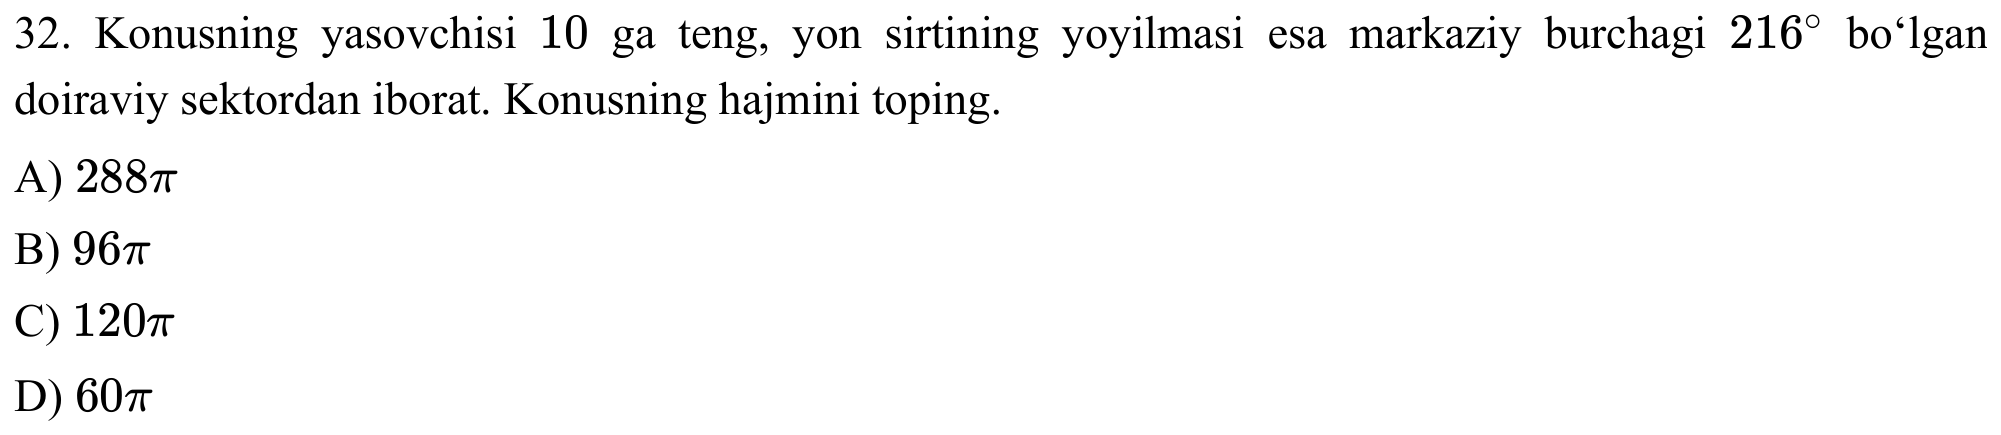 32. Konusning yasovchisi 10 ga teng, yon sirtining yoyilmasi esa markaziy burchagi 216° bo‘lgan
doiraviy sektordan iborat. Konusning hajmini toping.
A) 288π
B) 96π
C) 120π
D) 60π